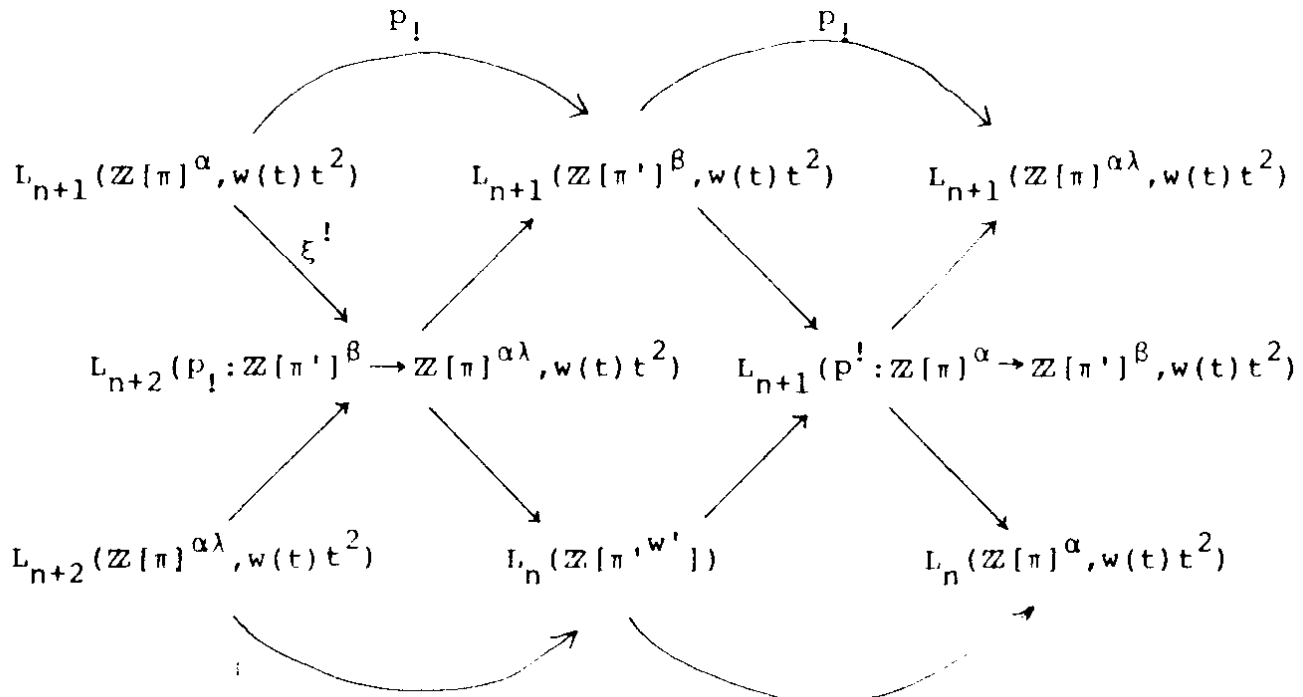 p_! p_!
L_{n+1}(ℤ[π]^α,w(t)t^2) L_{n+1}(ℤ[π']^β,w(t)t^2) L_{n+1}(ℤ[π]^{αλ},w(t)t^2)
ξ^!
L_{n+2}(p_!:ℤ[π']^β→ℤ[π]^{αλ},w(t)t^2) L_{n+1}(p^!:ℤ[π]^α→ℤ[π']^β,w(t)t^2)
L_{n+2}(ℤ[π]^{αλ},w(t)t^2) L_n(ℤ[π'^{w'}]) L_n(ℤ[π]^α,w(t)t^2)